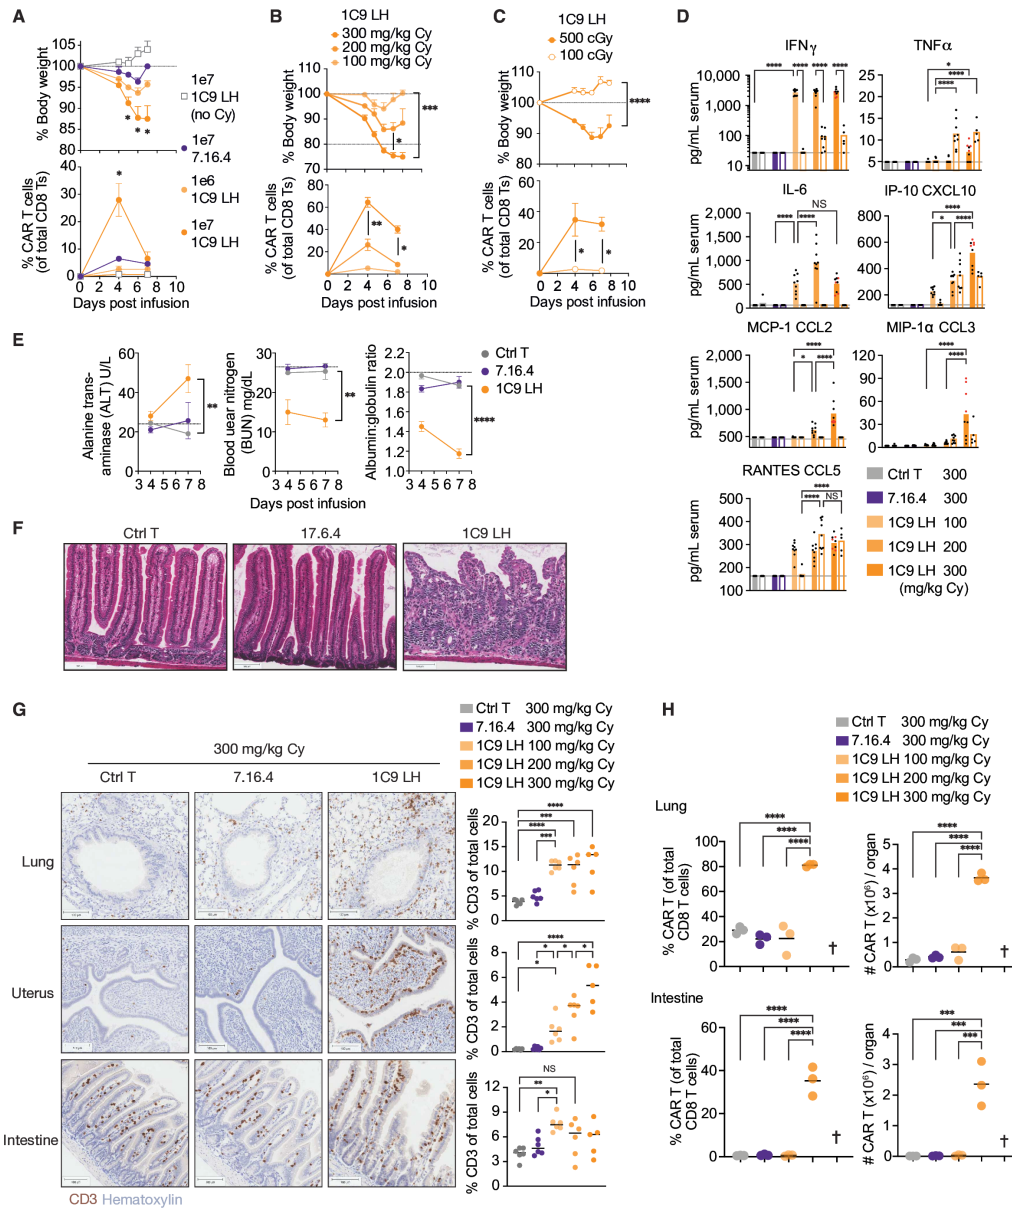 A
105
100
95
90
85
80
% Body weight
*
*
*
1e7
1C9 LH
(no Cy)
1e7
7.16.4
1e6
1C9 LH
1e7
1C9 LH
40
30
20
10
0
% CAR T cells
(of total CD8 Ts)
*
0 2 4 6 8 10
Days post infusion
B
1C9 LH
300 mg/kg Cy
200 mg/kg Cy
100 mg/kg Cy
110
100
90
80
70
% Body weight
***
*
80
60
40
20
0
% CAR T cells
(of total CD8 Ts)
**
*
0 2 4 6 8 10
Days post infusion
C
1C9 LH
500 cGy
100 cGy
110
100
90
80
% Body weight
****
60
40
20
0
% CAR T cells
(of total CD8 Ts)
*
*
0 2 4 6 8 10
Days post infusion
D
IFNγ
10,000
1,000
100
10
pg/mL serum
**** **** **** ****
TNFα
25
20
15
10
5
*
****
****
IL-6
2,000
1,500
1,000
500
0
pg/mL serum
NS
**** ****
IP-10 CXCL10
800
600
400
200
****
* ****
MCP-1 CCL2
2,000
1,500
1,000
500
pg/mL serum
****
* ****
MIP-1α CCL3
120
90
60
30
0
****
****
RANTES CCL5
500
400
300
200
100
pg/mL serum
****
**** NS
Ctrl T 300
7.16.4 300
1C9 LH 100
1C9 LH 200
1C9 LH 300
(mg/kg Cy)
E
60
40
20
0
Alanine trans-
aminase (ALT) U/L
**
3 4 5 6 7 8
30
20
10
0
Blood uear nitrogen
(BUN) mg/dL
**
3 4 5 6 7 8
2.2
2.0
1.8
1.6
1.4
1.2
1.0
Albumin:globulin ratio
****
3 4 5 6 7 8
Days post infusion
Ctrl T
7.16.4
1C9 LH
F
Ctrl T
17.6.4
1C9 LH
G
Ctrl T 300 mg/kg Cy
7.16.4 300 mg/kg Cy
1C9 LH 100 mg/kg Cy
1C9 LH 200 mg/kg Cy
1C9 LH 300 mg/kg Cy
300 mg/kg Cy
Ctrl T 7.16.4 1C9 LH
Lung
Uterus
Intestine
CD3 Hematoxylin
20
15
10
5
0
% CD3 of total cells
****
***
****
***
8
6
4
2
0
% CD3 of total cells
****
* * *
*
12
9
6
3
0
% CD3 of total cells
NS
**
*
H
Ctrl T 300 mg/kg Cy
7.16.4 300 mg/kg Cy
1C9 LH 100 mg/kg Cy
1C9 LH 200 mg/kg Cy
1C9 LH 300 mg/kg Cy
Lung
100
80
60
40
20
0
% CAR T (of total
CD8 T cells)
****
****
****
†
5
4
3
2
1
0
# CAR T (x10⁶) / organ
****
****
****
†
Intestine
60
40
20
0
% CAR T (of total
CD8 T cells)
****
****
****
†
4
3
2
1
0
# CAR T (x10⁶) / organ
***
***
***
†